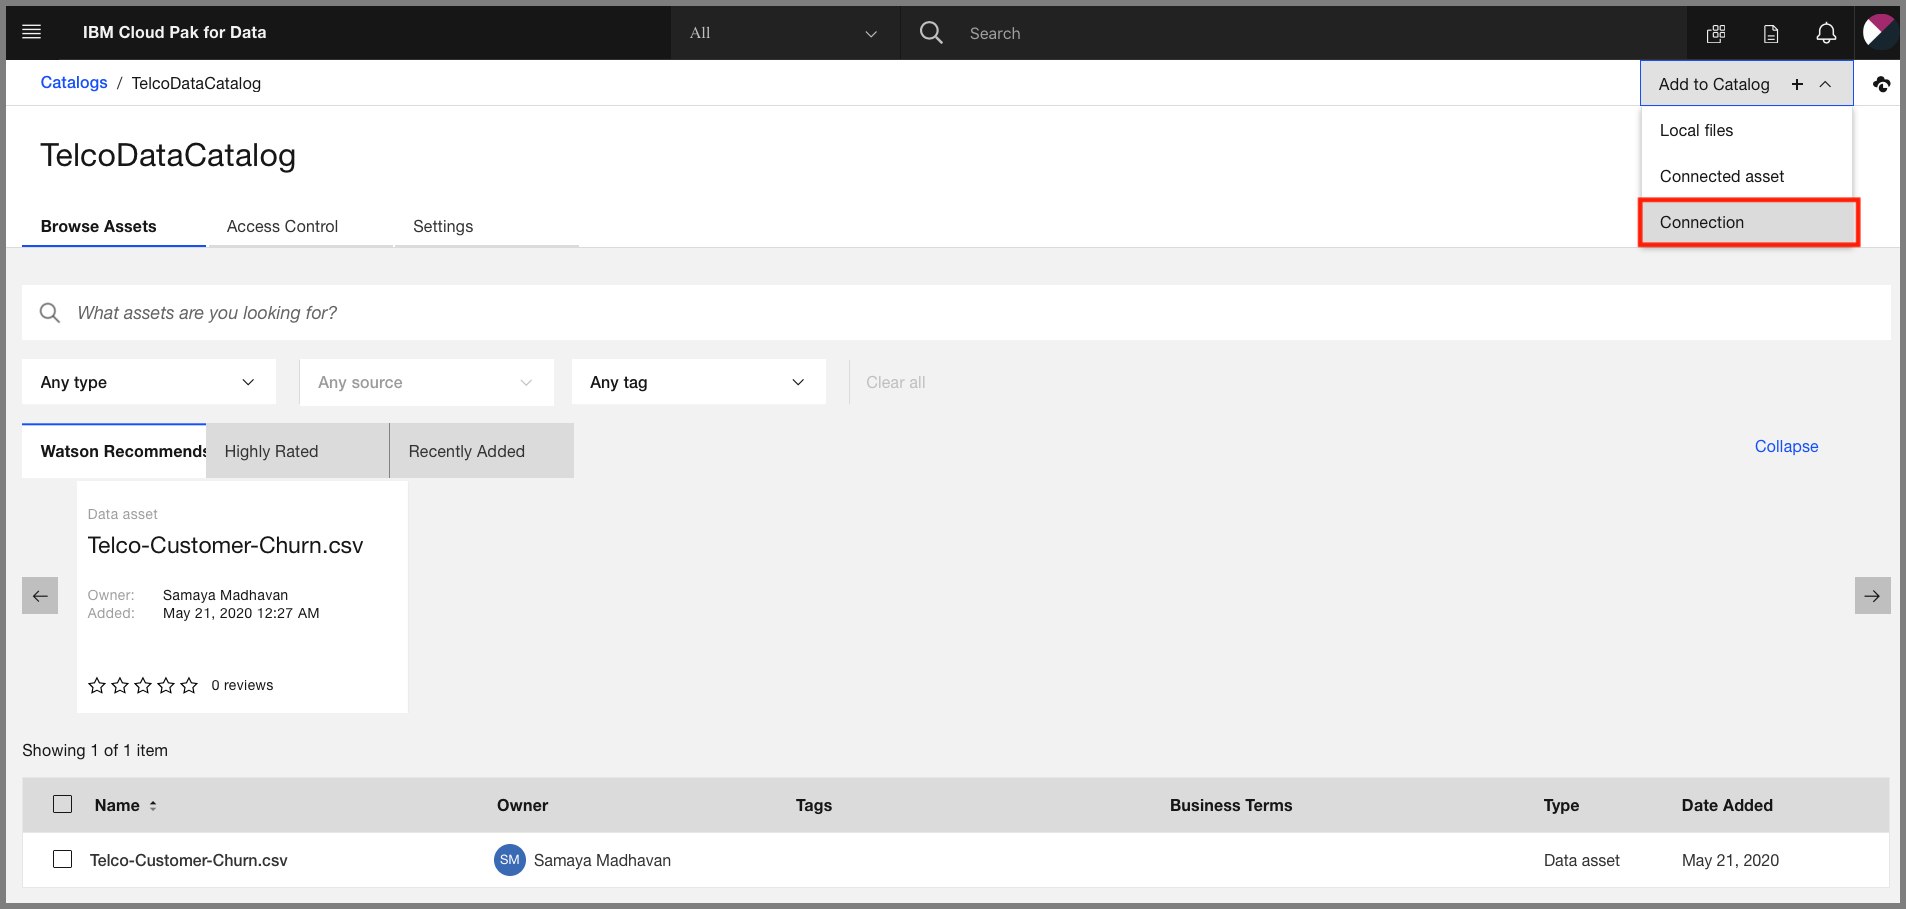 IBM Cloud Pak for Data
All
Search
Catalogs / TelcoDataCatalog
Add to Catalog +
Local files
Connected asset
Connection
TelcoDataCatalog
Browse Assets
Access Control
Settings
What assets are you looking for?
Any type
Any source
Any tag
Clear all
Watson Recommends
Highly Rated
Recently Added
Collapse
Data asset
Telco-Customer-Churn.csv
Owner: Samaya Madhavan
Added: May 21, 2020 12:27 AM
0 reviews
Showing 1 of 1 item
Name Owner Tags Business Terms Type Date Added
Telco-Customer-Churn.csv SM Samaya Madhavan Data asset May 21, 2020